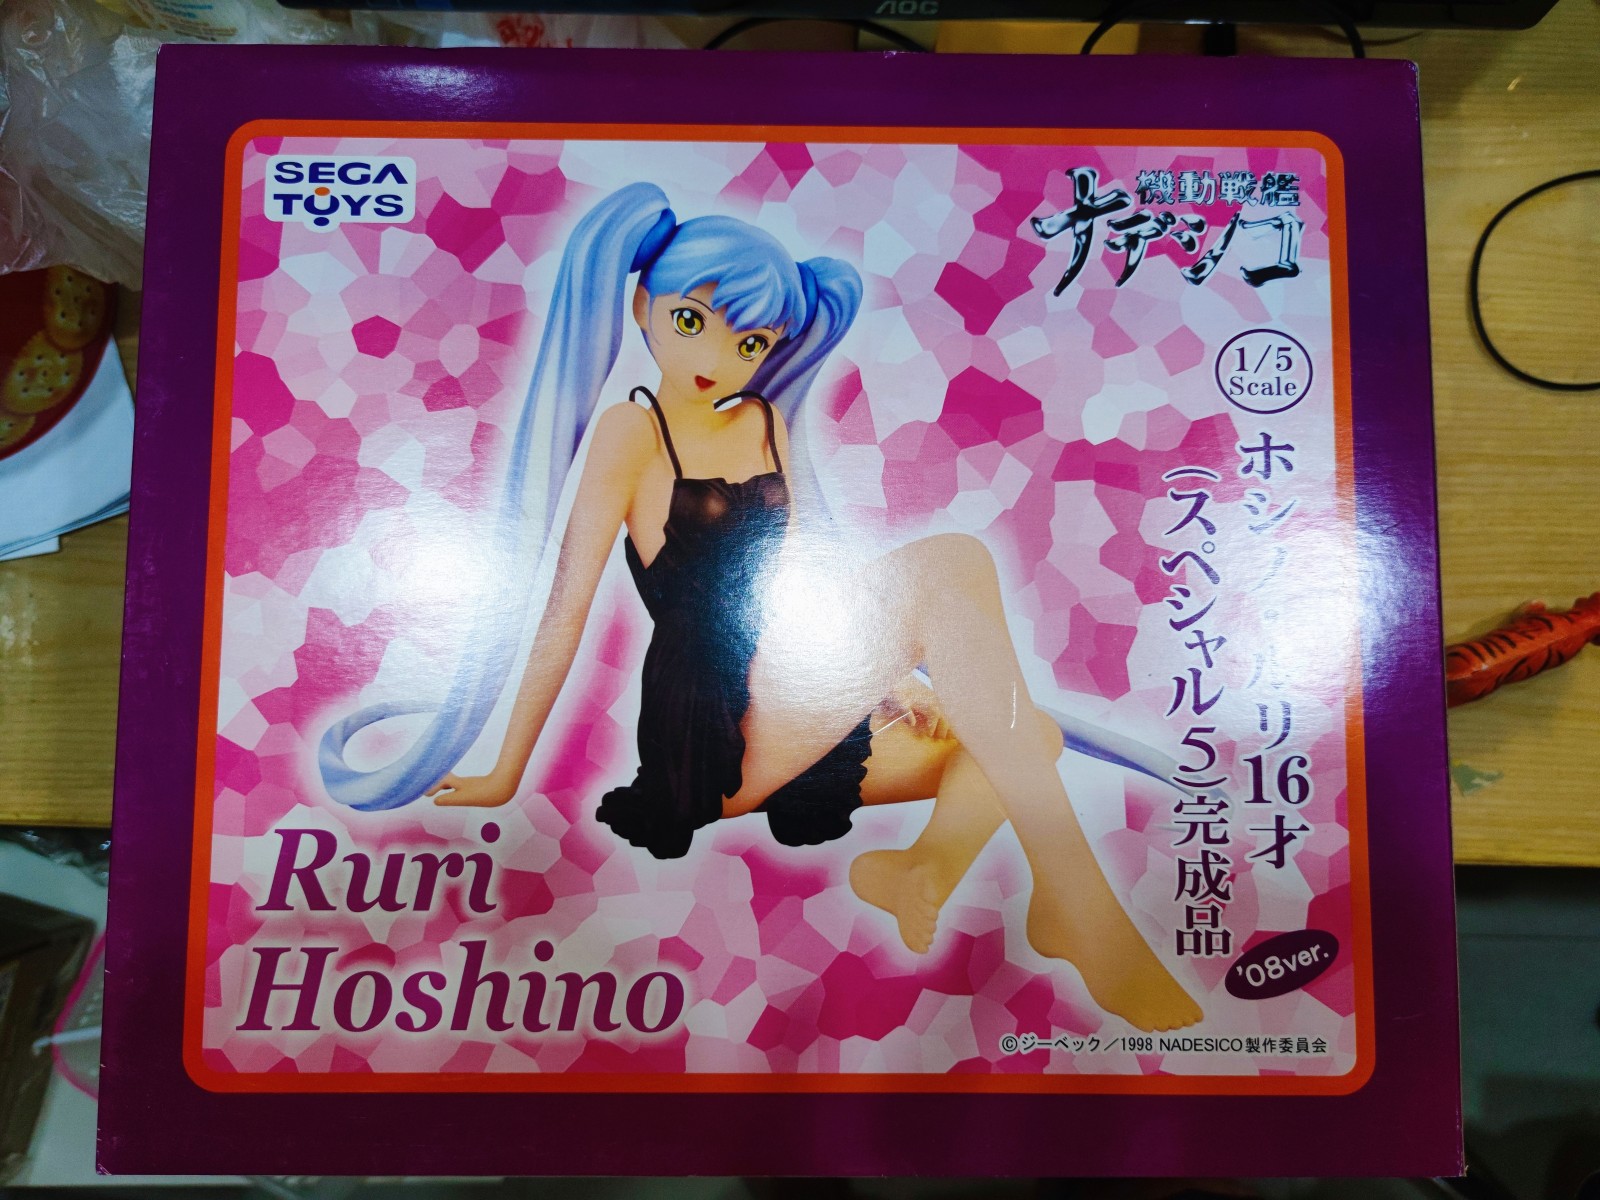 AOC
SEGA
TOYS
機動戦艦
ナデシコ
1/5
Scale
ホシノ・ルリ16才
(スペシャル5)完成品
'08ver.
Ruri
Hoshino
©ジーベック/1998 NADESICO製作委員会